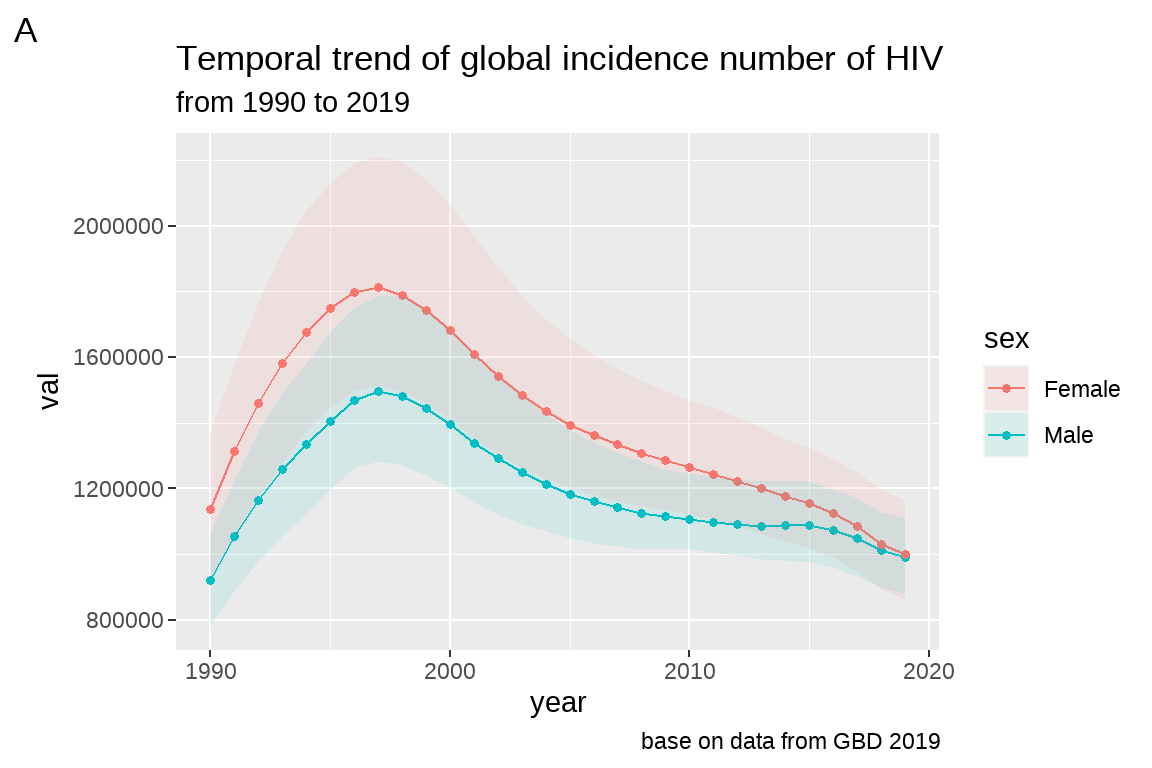 A
Temporal trend of global incidence number of HIV
from 1990 to 2019
2000000
1600000
1200000
800000
val
1990 2000 2010 2020
year
sex
Female
Male
base on data from GBD 2019